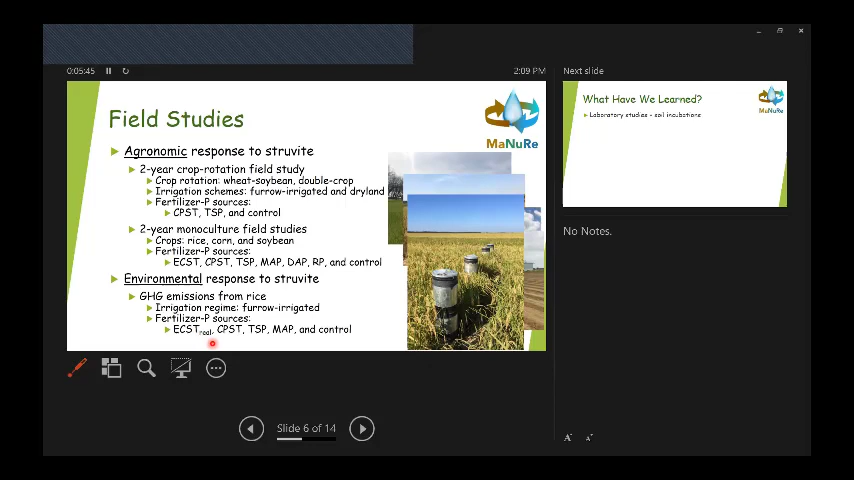 0:05:45
2:09 PM
Next slide
Field Studies
MaNuRe
Agronomic response to struvite
2-year crop-rotation field study
Crop rotation: wheat-soybean, double-crop
Irrigation schemes: furrow-irrigated and dryland
Fertilizer-P sources:
CPST, TSP, and control
2-year monoculture field studies
Crops: rice, corn, and soybean
Fertilizer-P sources:
ECST, CPST, TSP, MAP, DAP, RP, and control
Environmental response to struvite
GHG emissions from rice
Irrigation regime: furrow-irrigated
Fertilizer-P sources:
ECSTreal, CPST, TSP, MAP, and control
What Have We Learned?
MaNuRe
Laboratory studies - soil incubations
No Notes.
Slide 6 of 14
A A